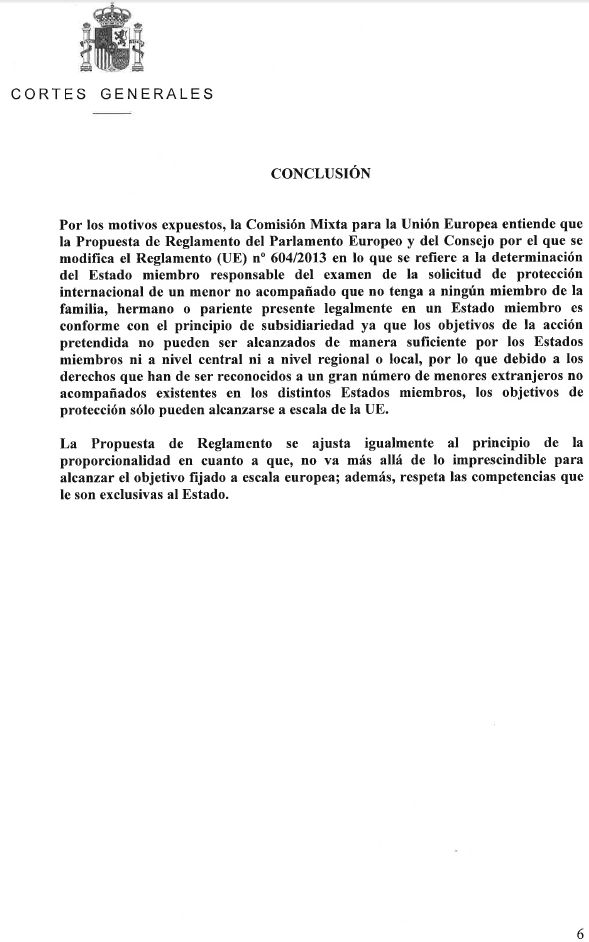 CORTES GENERALES
CONCLUSIÓN
Por los motivos expuestos, la Comisión Mixta para la Unión Europea entiende que
la Propuesta de Reglamento del Parlamento Europeo y del Consejo por el que se
modifica el Reglamento (UE) nº 604/2013 en lo que se refiere a la determinación
del Estado miembro responsable del examen de la solicitud de protección
internacional de un menor no acompañado que no tenga a ningún miembro de la
familia, hermano o pariente presente legalmente en un Estado miembro es
conforme con el principio de subsidiariedad ya que los objetivos de la acción
pretendida no pueden ser alcanzados de manera suficiente por los Estados
miembros ni a nivel central ni a nivel regional o local, por lo que debido a los
derechos que han de ser reconocidos a un gran número de menores extranjeros no
acompañados existentes en los distintos Estados miembros, los objetivos de
protección sólo pueden alcanzarse a escala de la UE.
La Propuesta de Reglamento se ajusta igualmente al principio de la
proporcionalidad en cuanto a que, no va más allá de lo imprescindible para
alcanzar el objetivo fijado a escala europea; además, respeta las competencias que
le son exclusivas al Estado.
6